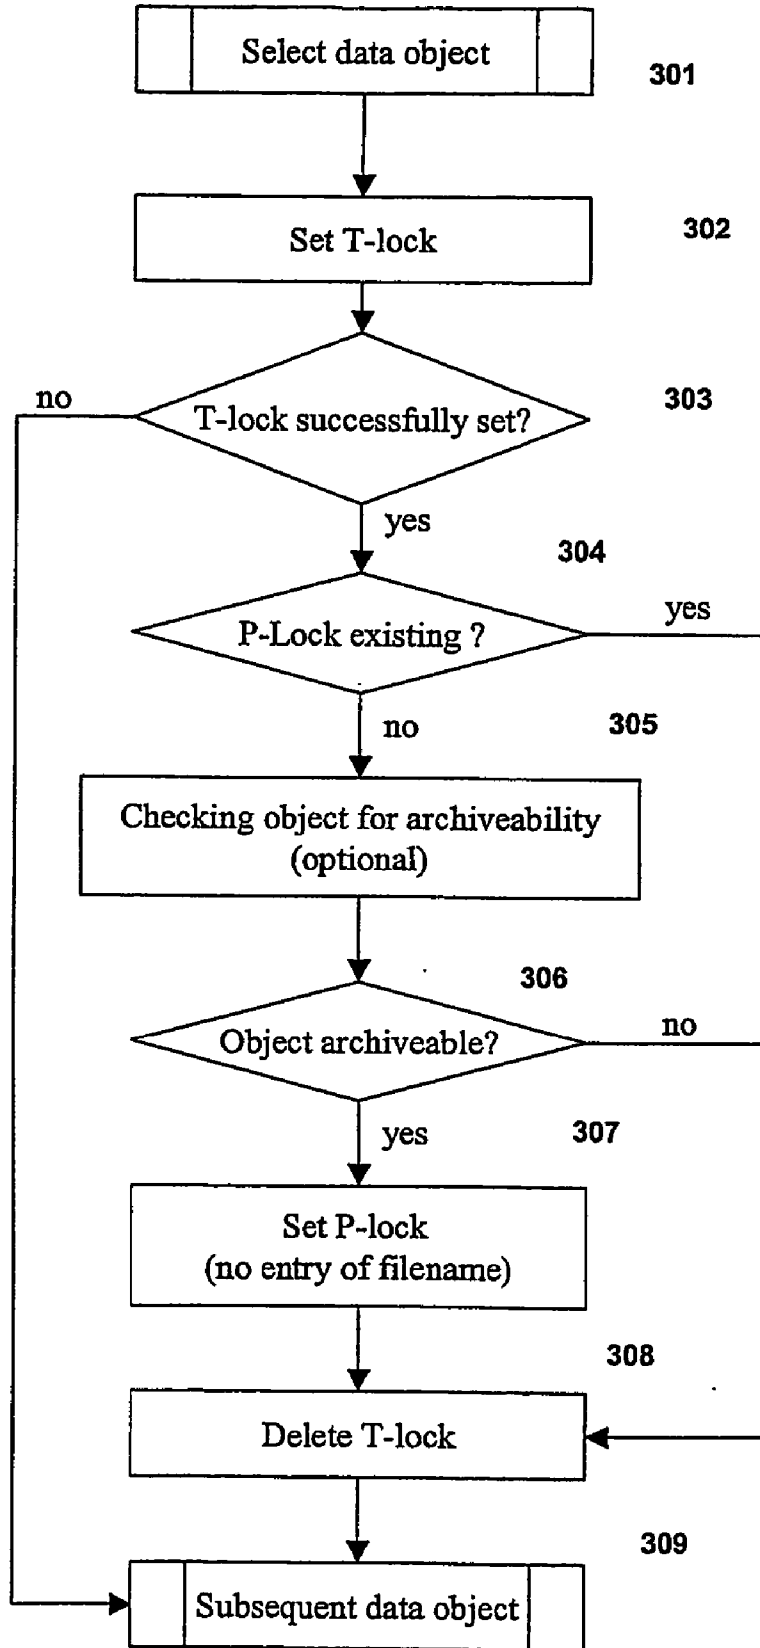 Select data object
301
Set T-lock
302
T-lock successfully set?
303
no
yes
304
P-Lock existing ?
yes
no
305
Checking object for archiveability
(optional)
306
Object archiveable?
no
yes
307
Set P-lock
(no entry of filename)
308
Delete T-lock
309
Subsequent data object